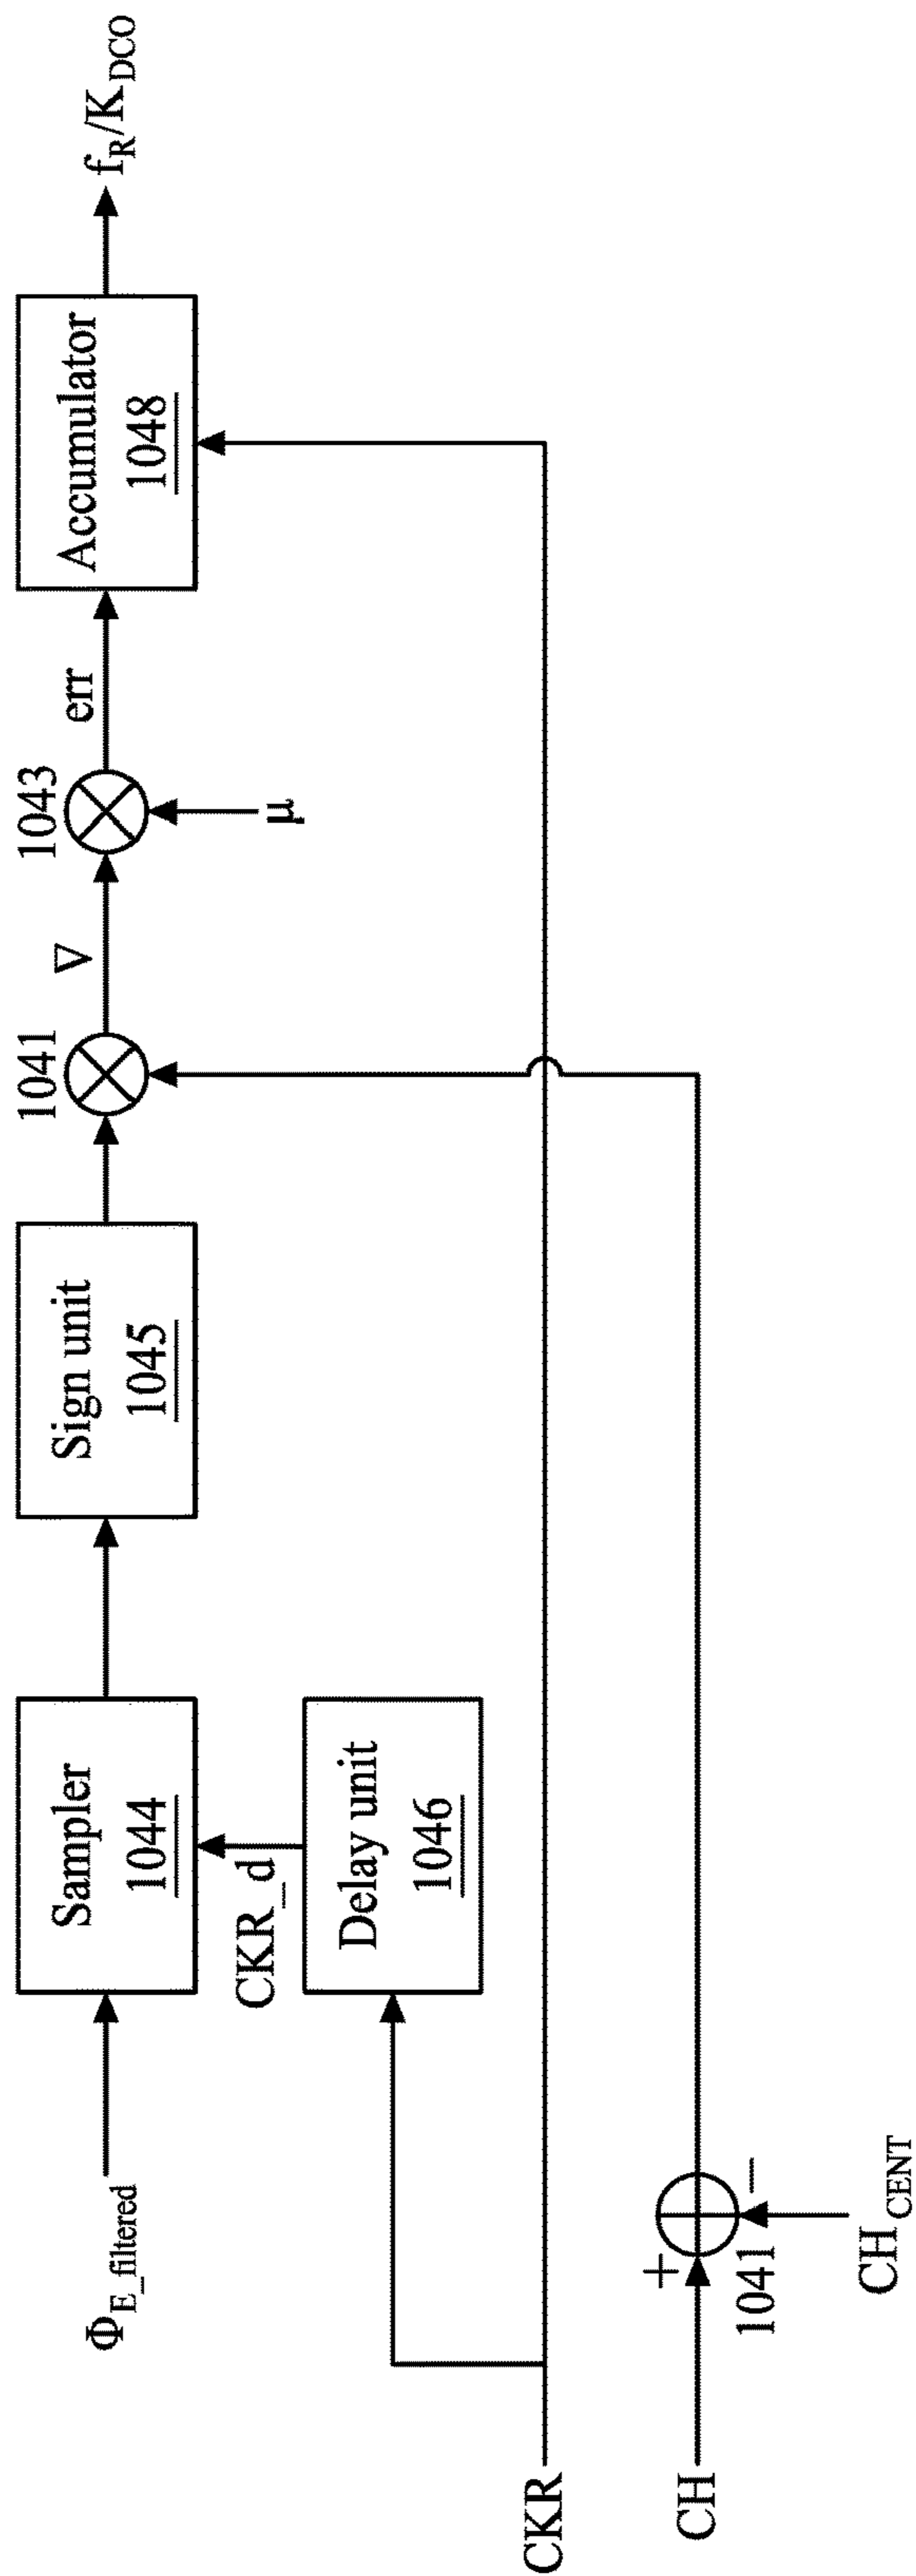 Φ_E_filtered
Sampler
1044
CKR_d
Delay unit
1046
Sign unit
1045
1041
∇
1043
μ
err
Accumulator
1048
f_R/K_DCO
CKR
CH
+
−
1041
CH_CENT